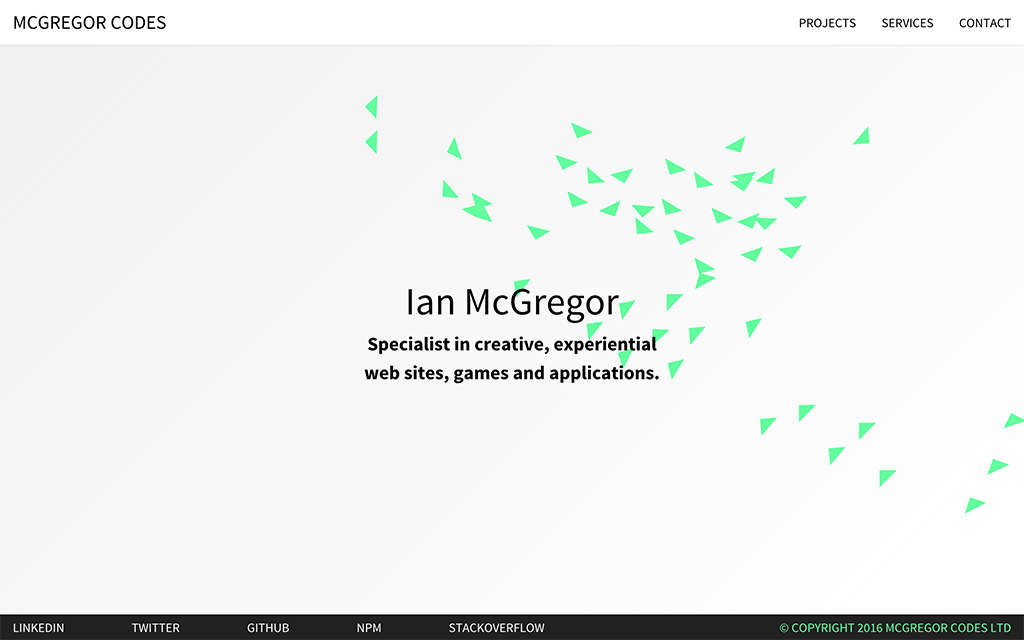 MCGREGOR CODES
PROJECTS
SERVICES
CONTACT
Ian McGregor
Specialist in creative, experiential
web sites, games and applications.
LINKEDIN
TWITTER
GITHUB
NPM
STACKOVERFLOW
© COPYRIGHT 2016 MCGREGOR CODES LTD